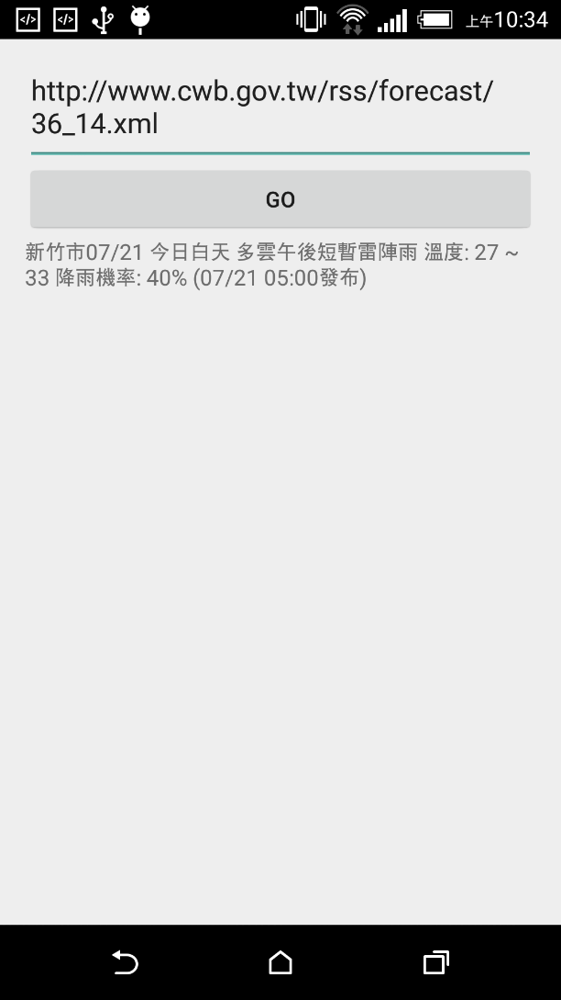 上午10:34
http://www.cwb.gov.tw/rss/forecast/
36_14.xml
GO
新竹市07/21 今日白天 多雲午後短暫雷陣雨 溫度: 27 ~
33 降雨機率: 40% (07/21 05:00發布)